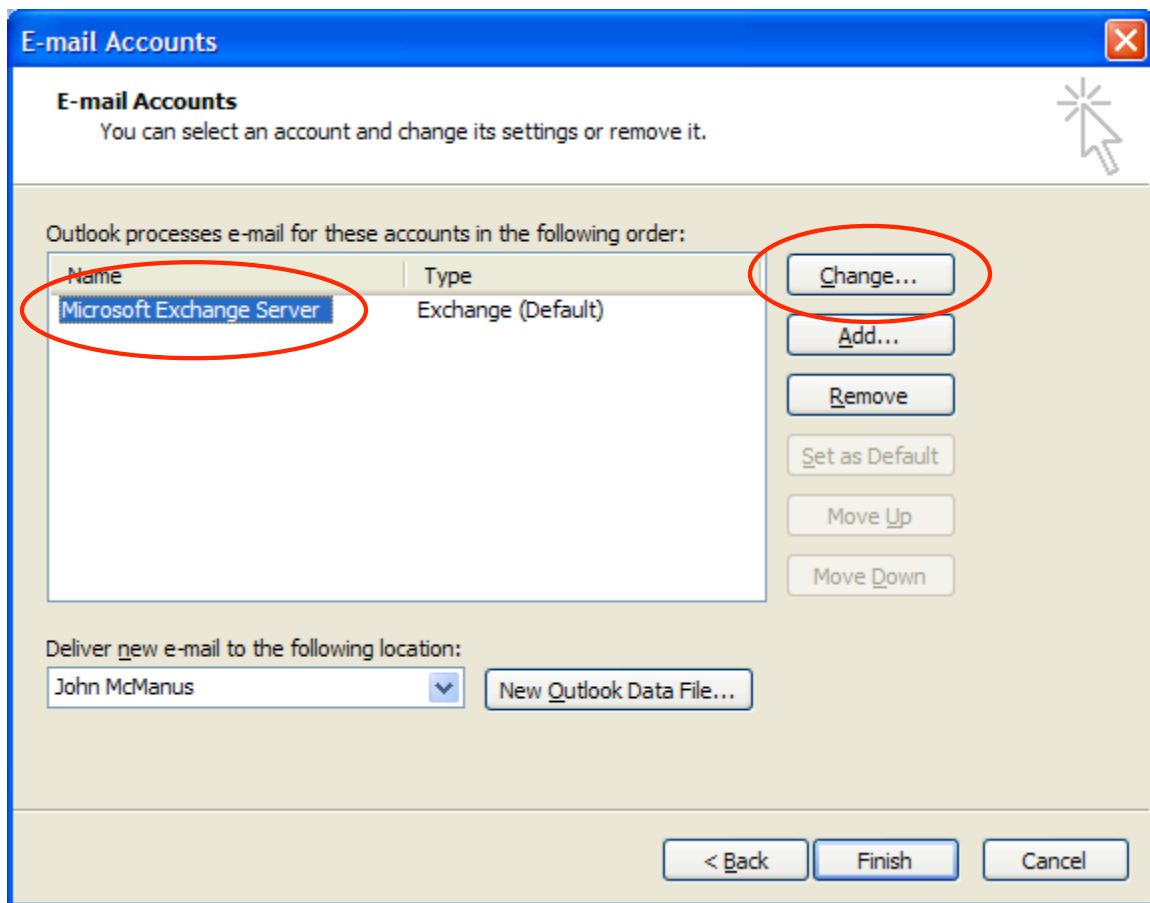 E-mail Accounts
E-mail Accounts
You can select an account and change its settings or remove it.
Outlook processes e-mail for these accounts in the following order:
Name Type
Microsoft Exchange Server Exchange (Default)
Change...
Add...
Remove
Set as Default
Move Up
Move Down
Deliver new e-mail to the following location:
John McManus New Outlook Data File...
< Back Finish Cancel